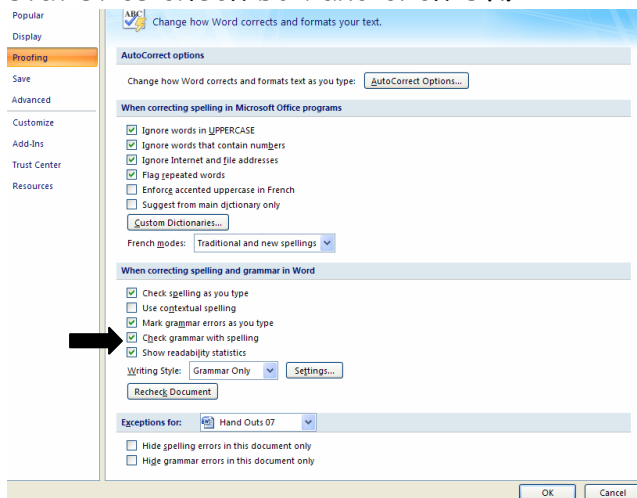 Popular
Display
Proofing
Save
Advanced
Customize
Add-Ins
Trust Center
Resources
ABC
Change how Word corrects and formats your text.
AutoCorrect options
Change how Word corrects and formats text as you type: AutoCorrect Options...
When correcting spelling in Microsoft Office programs
Ignore words in UPPERCASE
Ignore words that contain numbers
Ignore Internet and file addresses
Flag repeated words
Enforce accented uppercase in French
Suggest from main dictionary only
Custom Dictionaries...
French modes: Traditional and new spellings
When correcting spelling and grammar in Word
Check spelling as you type
Use contextual spelling
Mark grammar errors as you type
Check grammar with spelling
Show readability statistics
Writing Style: Grammar Only Settings...
Recheck Document
Exceptions for: Hand Outs 07
Hide spelling errors in this document only
Hide grammar errors in this document only
OK Cancel